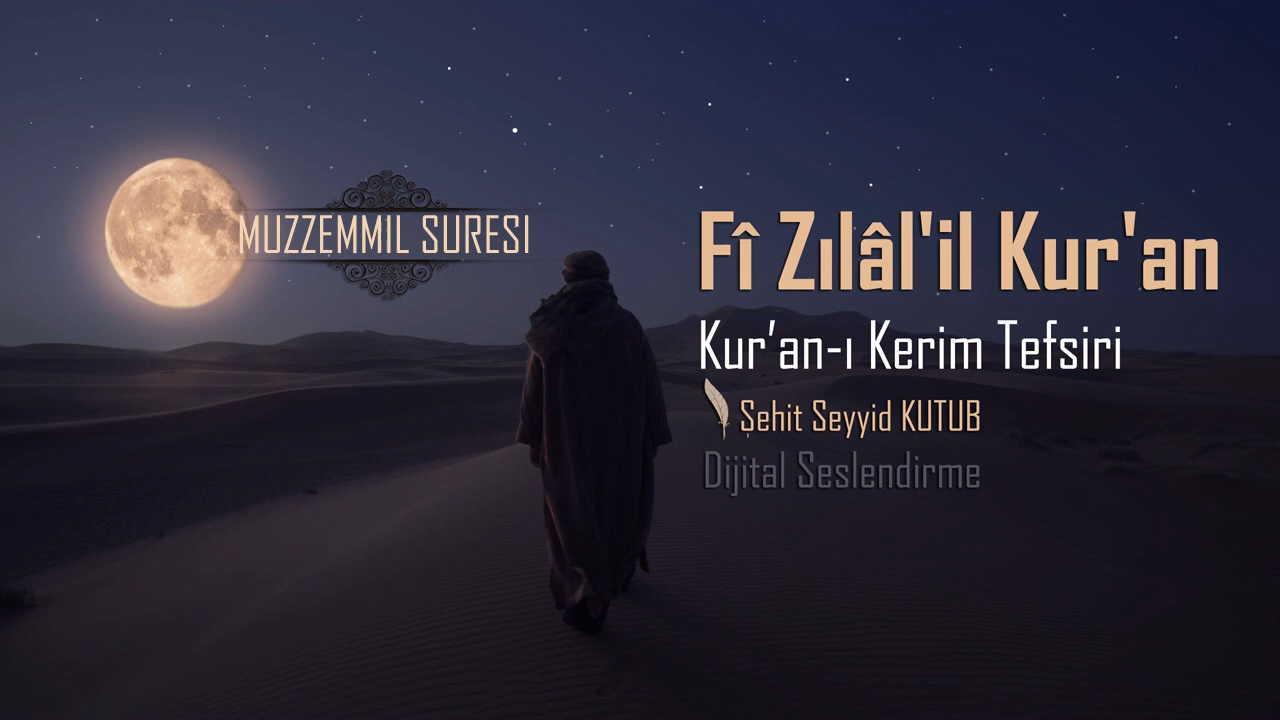 MUZZEMMIL SURESI
Fî Zılâl'il Kur'an
Kur'an-ı Kerim Tefsiri
Şehit Seyyid KUTUB
Dijital Seslendirme